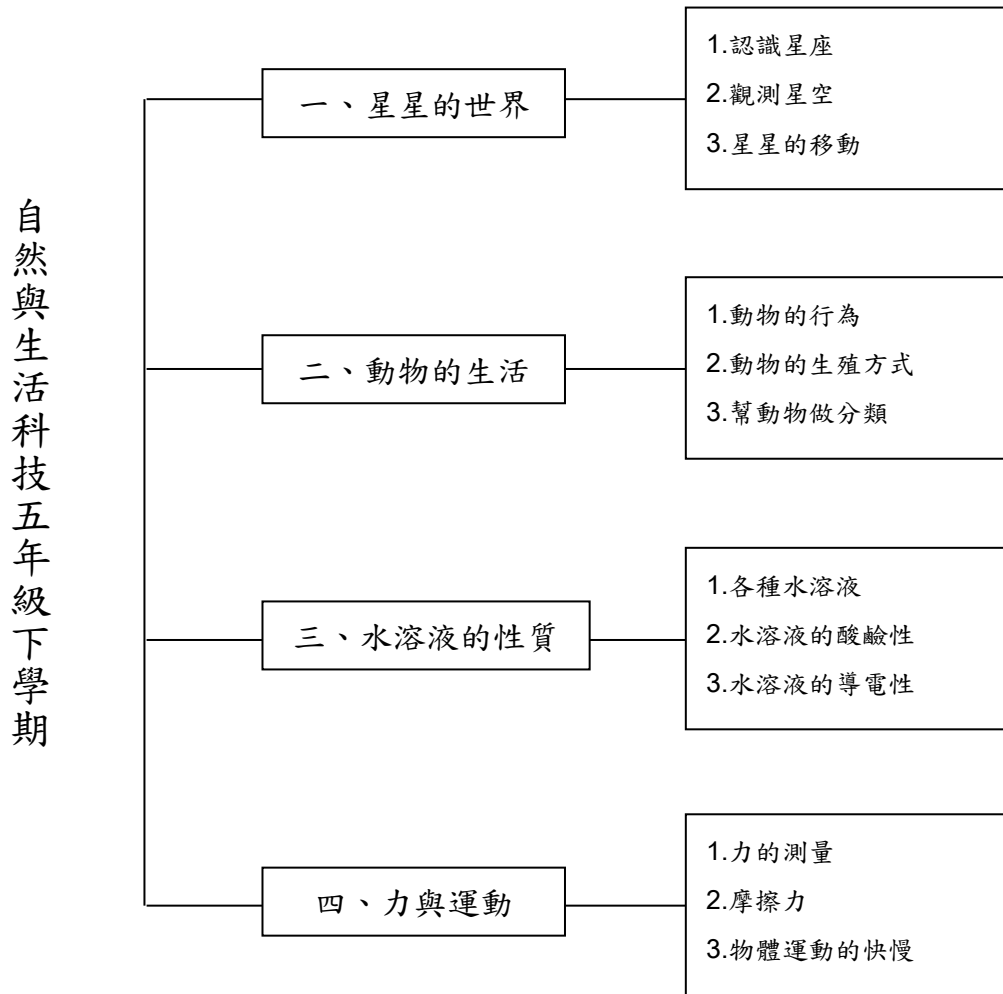 自然與生活科技五年級下學期
一、星星的世界
1.認識星座
2.觀測星空
3.星星的移動
二、動物的生活
1.動物的行為
2.動物的生殖方式
3.幫動物做分類
三、水溶液的性質
1.各種水溶液
2.水溶液的酸鹼性
3.水溶液的導電性
四、力與運動
1.力的測量
2.摩擦力
3.物體運動的快慢